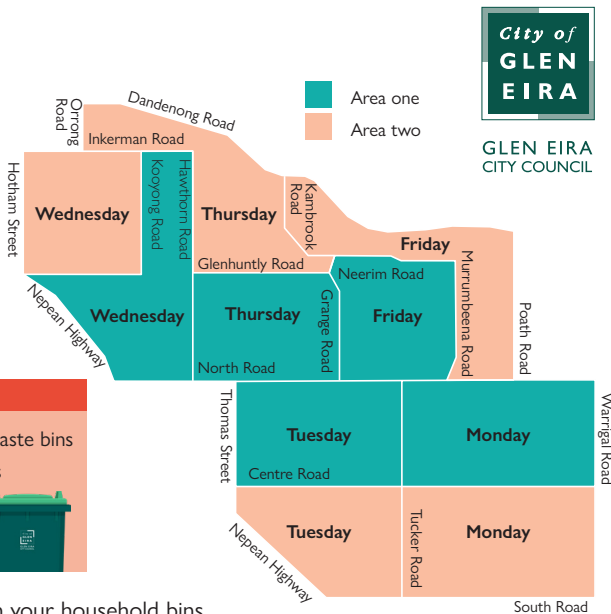 City of
GLEN
EIRA
GLEN EIRA
CITY COUNCIL
Area one
Area two
Dandenong Road
Orrong
Road
Inkerman Road
Hotham Street
Wednesday
Kooyong Road
Hawthorn Road
Thursday
Kambrook
Road
Friday
Glenhuntly Road
Neerim Road
Murrumbeena Road
Poath Road
Nepean Highway
Wednesday
Thursday
Grange Road
Friday
North Road
Thomas Street
Tuesday
Monday
Warrigal Road
Centre Road
Tuesday
Tucker Road
Monday
Nepean Highway
South Road
aste bins
s
GLEN
EIRA
your household bins